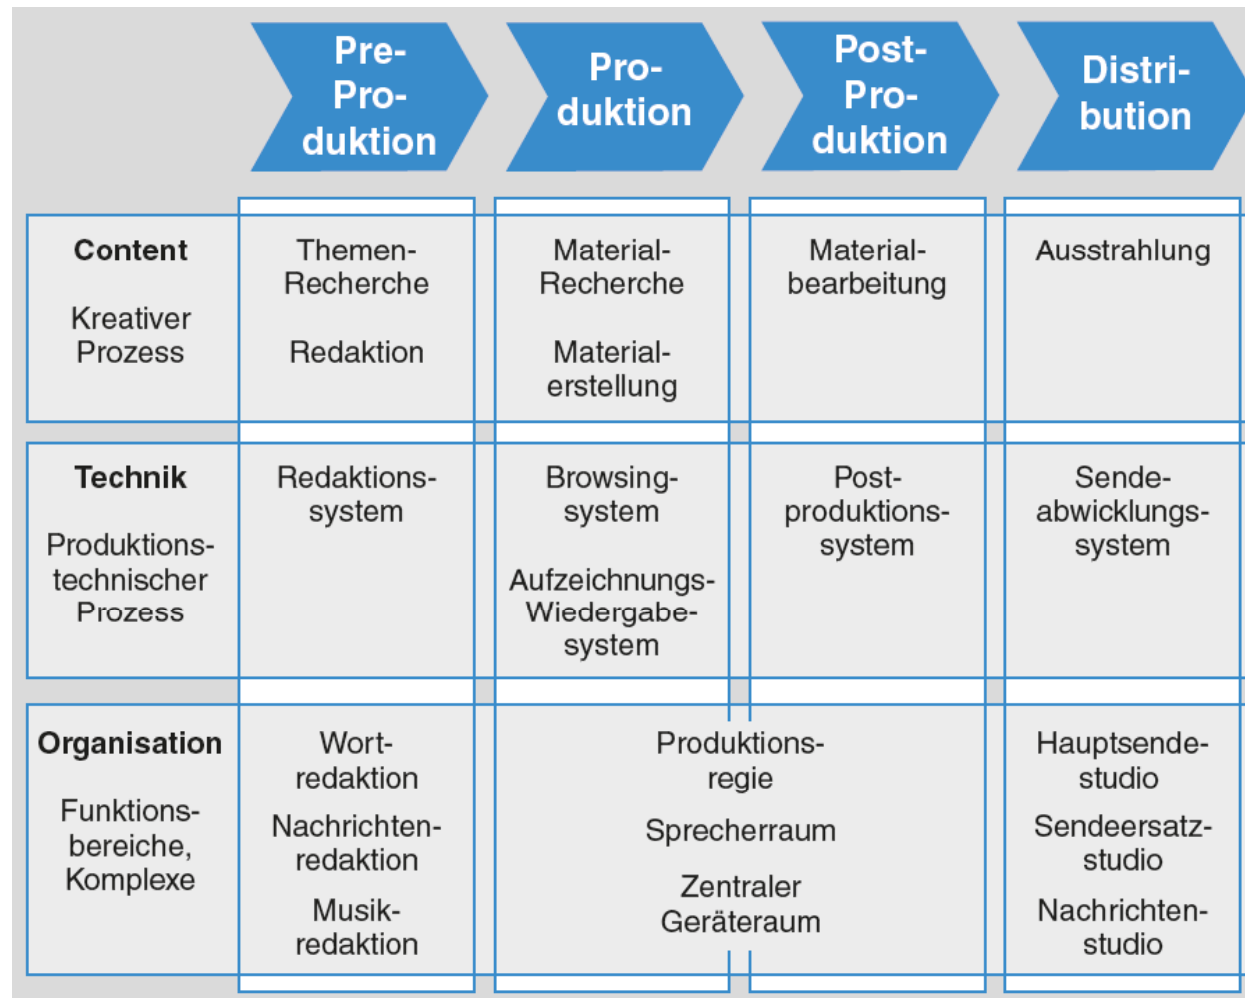 Pre-
Pro-
duktion
Pro-
duktion
Post-
Pro-
duktion
Distri-
bution
Content
Kreativer
Prozess
Themen-
Recherche
Redaktion
Material-
Recherche
Material-
erstellung
Material-
bearbeitung
Ausstrahlung
Technik
Produktions-
technischer
Prozess
Redaktions-
system
Browsing-
system
Aufzeichnungs-
Wiedergabe-
system
Post-
produktions-
system
Sende-
abwicklungs-
system
Organisation
Funktions-
bereiche,
Komplexe
Wort-
redaktion
Nachrichten-
redaktion
Musik-
redaktion
Produktions-
regie
Sprecherraum
Zentraler
Geräteraum
Hauptsende-
studio
Sendeersatz-
studio
Nachrichten-
studio